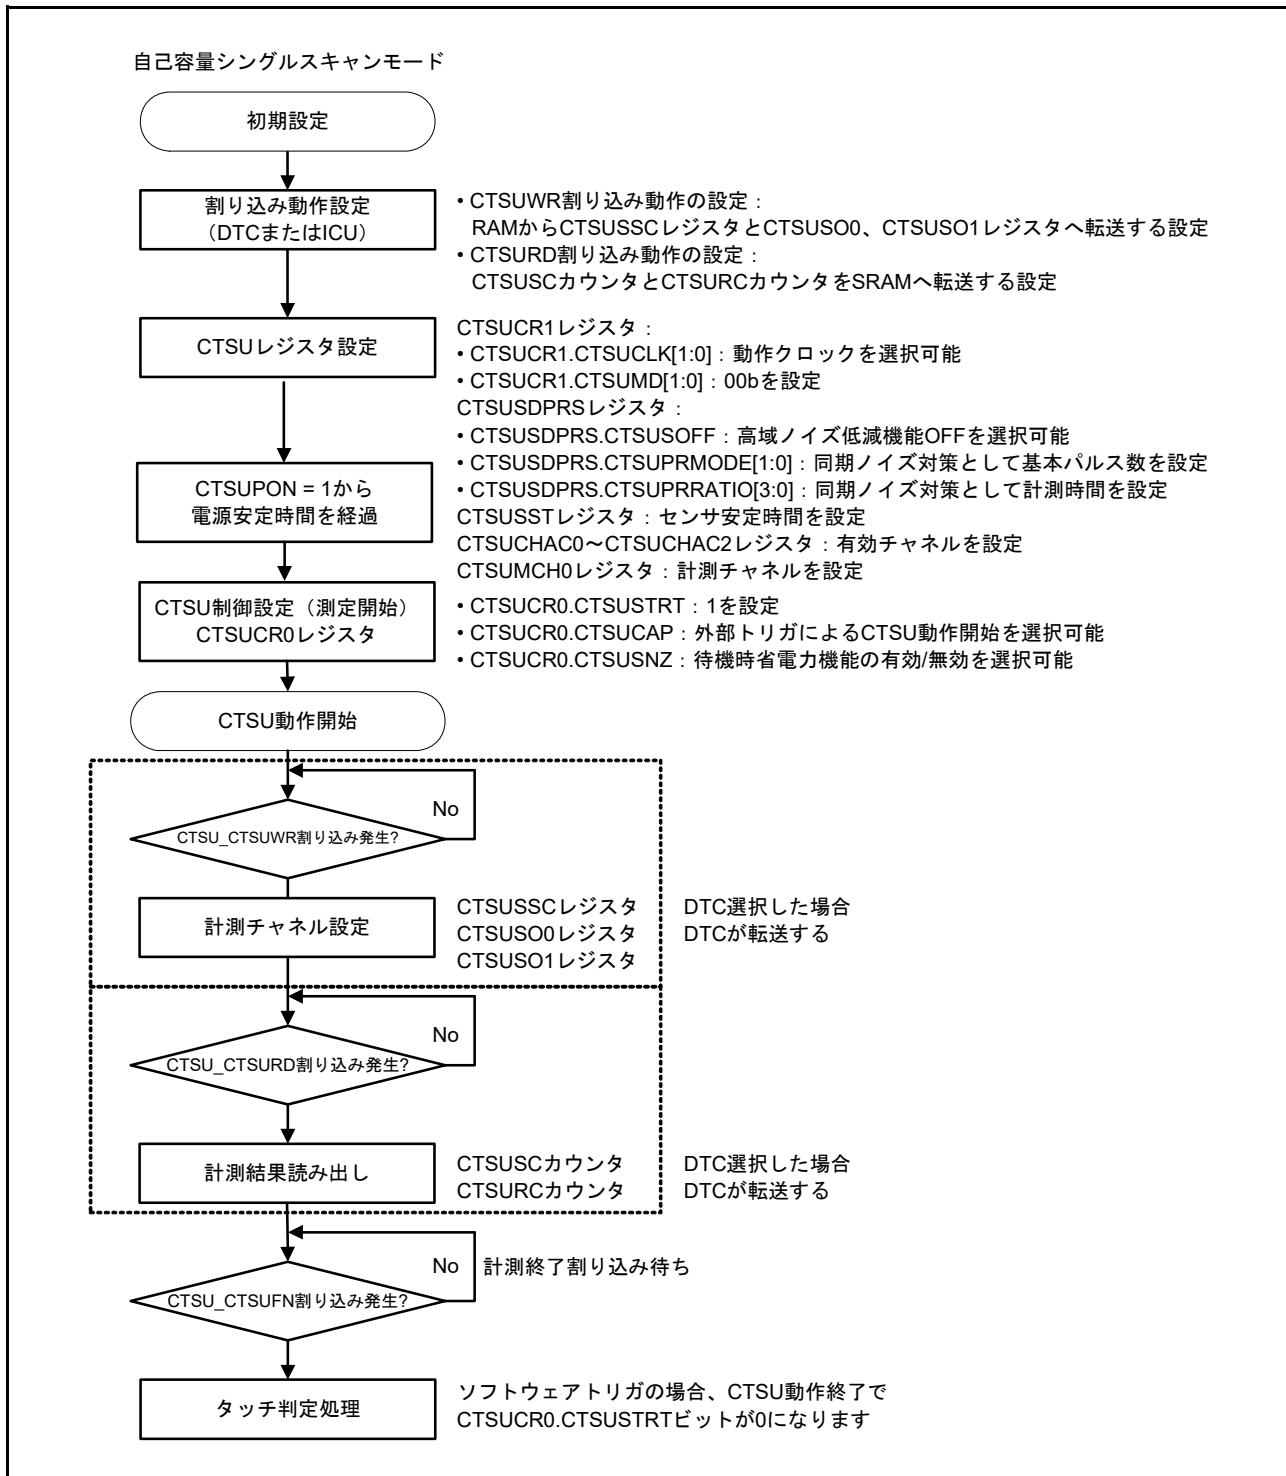 自己容量シングルスキャンモード
初期設定
割り込み動作設定
（DTCまたはICU）
• CTSUWR割り込み動作の設定：
RAMからCTSUSSCレジスタとCTSUSO0、CTSUSO1レジスタへ転送する設定
• CTSURD割り込み動作の設定：
CTSUSCカウンタとCTSURCカウンタをSRAMへ転送する設定
CTSUレジスタ設定
CTSUCR1レジスタ：
• CTSUCR1.CTSUCLK[1:0]：動作クロックを選択可能
• CTSUCR1.CTSUMD[1:0]：00bを設定
CTSUSDPRSレジスタ：
• CTSUSDPRS.CTSUSOFF：高域ノイズ低減機能OFFを選択可能
• CTSUSDPRS.CTSUPRMODE[1:0]：同期ノイズ対策として基本パルス数を設定
• CTSUSDPRS.CTSUPRRATIO[3:0]：同期ノイズ対策として計測時間を設定
CTSUSSTレジスタ：センサ安定時間を設定
CTSUCHAC0～CTSUCHAC2レジスタ：有効チャネルを設定
CTSUMCH0レジスタ：計測チャネルを設定
CTSUPON = 1から
電源安定時間を経過
CTSU制御設定（測定開始）
CTSUCR0レジスタ
• CTSUCR0.CTSUSTRT：1を設定
• CTSUCR0.CTSUCAP：外部トリガによるCTSU動作開始を選択可能
• CTSUCR0.CTSUSNZ：待機時省電力機能の有効/無効を選択可能
CTSU動作開始
No
CTSU_CTSUWR割り込み発生?
計測チャネル設定
CTSUSSCレジスタ
CTSUSO0レジスタ
CTSUSO1レジスタ
DTC選択した場合
DTCが転送する
No
CTSU_CTSURD割り込み発生?
計測結果読み出し
CTSUSCカウンタ
CTSURCカウンタ
DTC選択した場合
DTCが転送する
No
計測終了割り込み待ち
CTSU_CTSUFN割り込み発生?
タッチ判定処理
ソフトウェアトリガの場合、CTSU動作終了で
CTSUCR0.CTSUSTRTビットが0になります